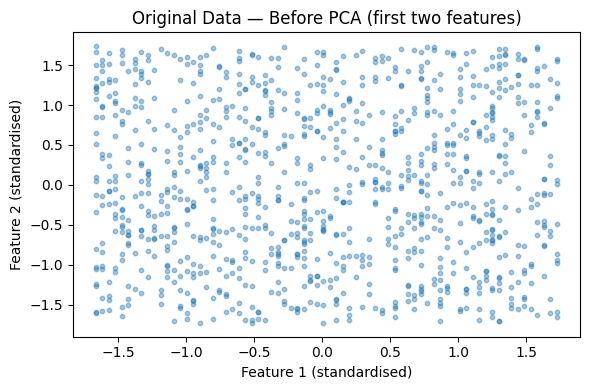 Original Data — Before PCA (first two features)
Feature 2 (standardised)
1.5
1.0
0.5
0.0
−0.5
−1.0
−1.5
−1.5 −1.0 −0.5 0.0 0.5 1.0 1.5
Feature 1 (standardised)